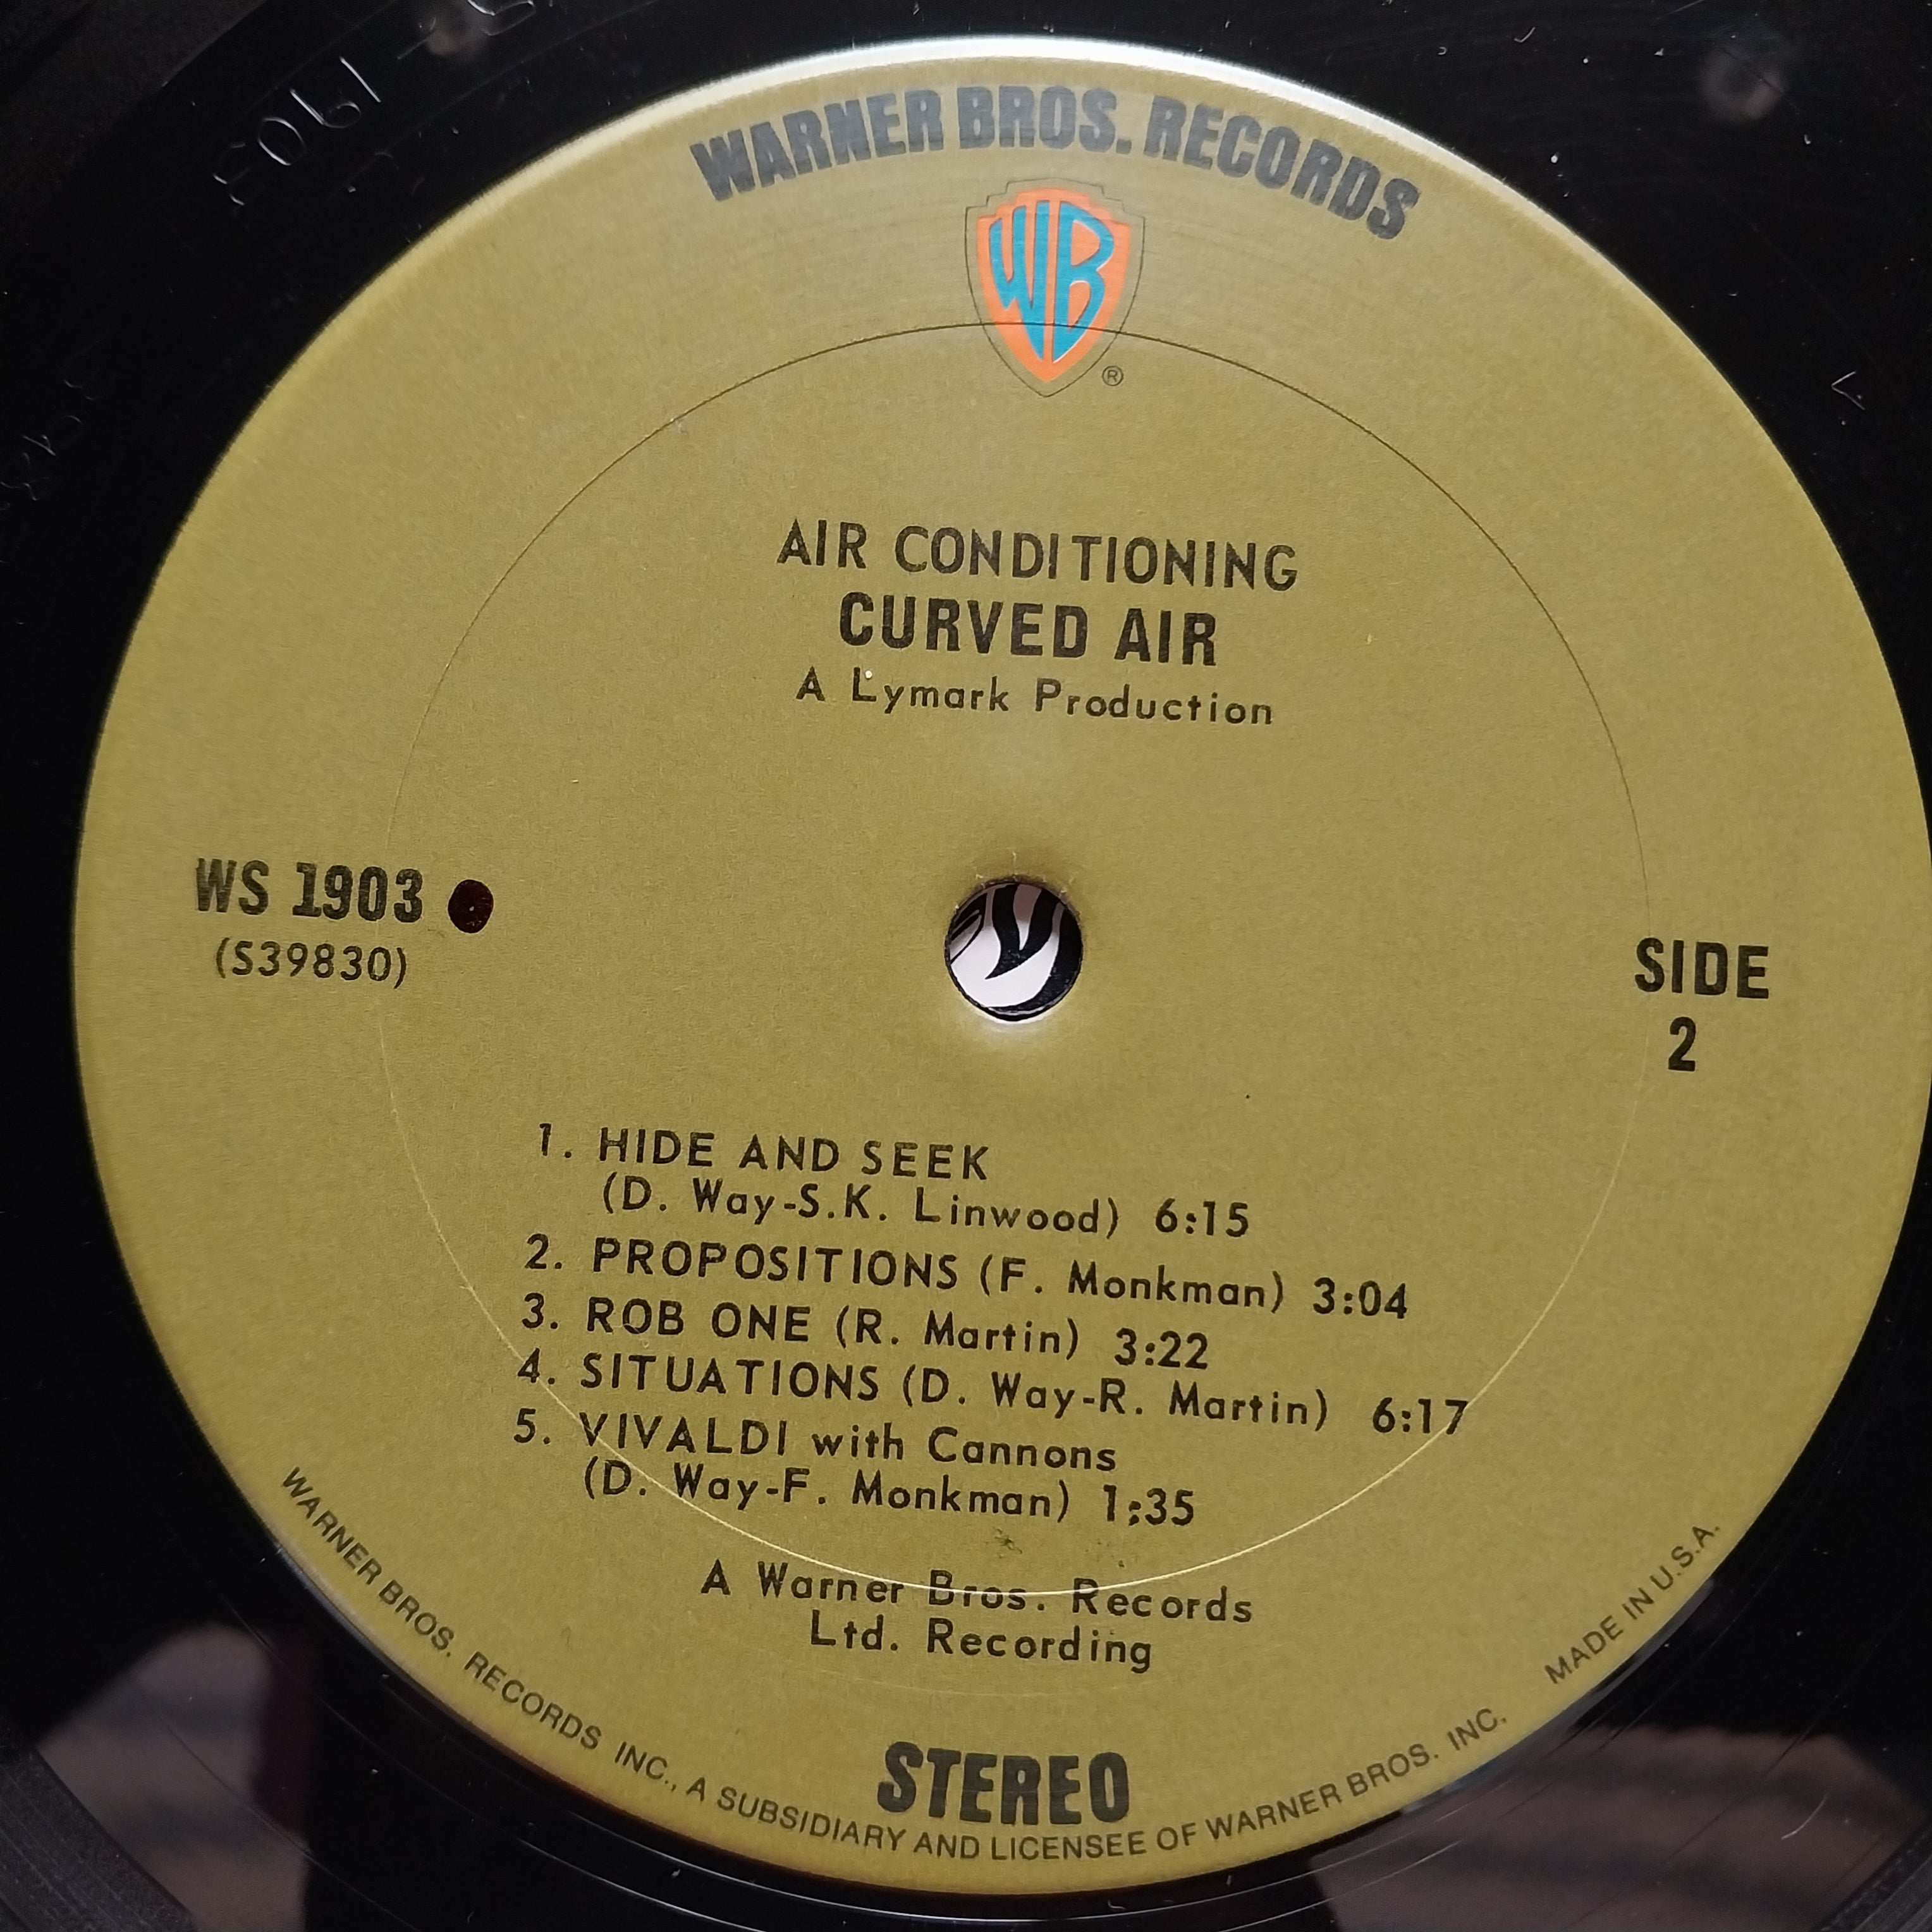 WARNER BROS. RECORDS
WB
®
AIR CONDITIONING
CURVED AIR
A Lymark Production
WS 1903
(S39830)
SIDE
2
1. HIDE AND SEEK
(D. Way-S.K. Linwood) 6:15
2. PROPOSITIONS (F. Monkman) 3:04
3. ROB ONE (R. Martin) 3:22
4. SITUATIONS (D. Way-R. Martin) 6:17
5. VIVALDI with Cannons
(D. Way-F. Monkman) 1:35
A Warner Bros. Records
Ltd. Recording
STEREO
WARNER BROS. RECORDS INC., A SUBSIDIARY AND LICENSEE OF WARNER BROS. INC. MADE IN U.S.A.
1903